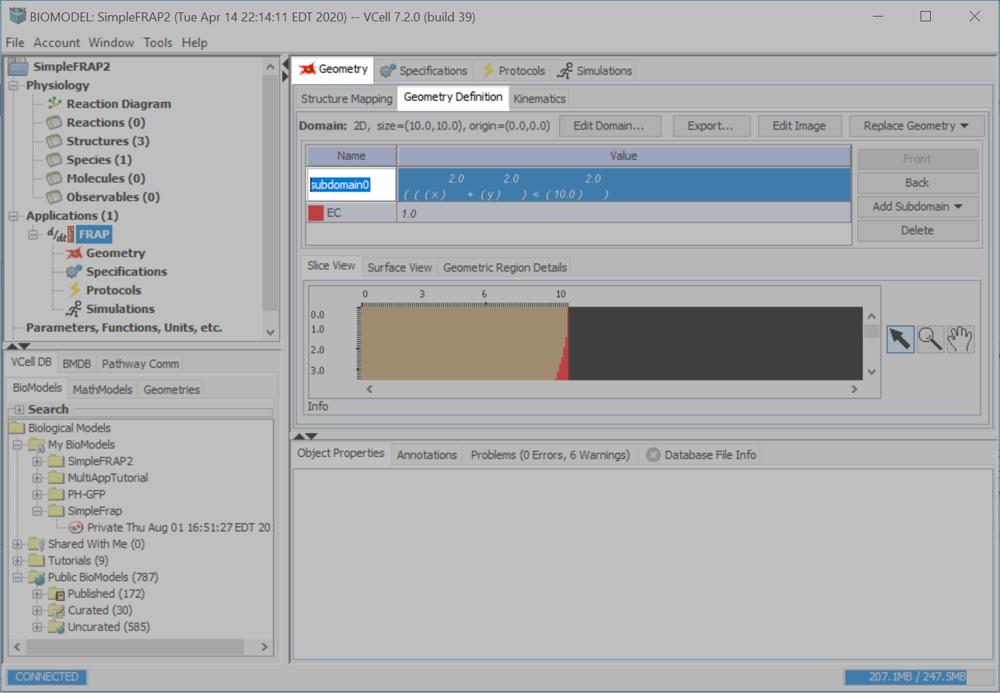 BIOMODEL: SimpleFRAP2 (Tue Apr 14 22:14:11 EDT 2020) -- VCell 7.2.0 (build 39)
File Account Window Tools Help
SimpleFRAP2
Physiology
Reaction Diagram
Reactions (0)
Structures (3)
Species (1)
Molecules (0)
Observables (0)
Applications (1)
d/dt FRAP
Geometry
Specifications
Protocols
Simulations
Parameters, Functions, Units, etc.
VCell DB BMDB Pathway Comm
BioModels MathModels Geometries
Search
Biological Models
My BioModels
SimpleFRAP2
MultiAppTutorial
PH-GFP
SimpleFrap
Private Thu Aug 01 16:51:27 EDT 20
Shared With Me (0)
Tutorials (9)
Public BioModels (787)
Published (172)
Curated (30)
Uncurated (585)
CONNECTED
Geometry Specifications Protocols Simulations
Structure Mapping Geometry Definition Kinematics
Domain: 2D, size=(10.0,10.0), origin=(0.0,0.0) Edit Domain... Export... Edit Image Replace Geometry
Name Value
2.0 2.0 2.0
subdomain0 ( ( (x) + (y) ) < (10.0) )
EC 1.0
Front
Back
Add Subdomain
Delete
Slice View Surface View Geometric Region Details
0 3 6 10
0.0
1.0
2.0
3.0
Info
Object Properties Annotations Problems (0 Errors, 6 Warnings) Database File Info
207.1MB / 247.5MB